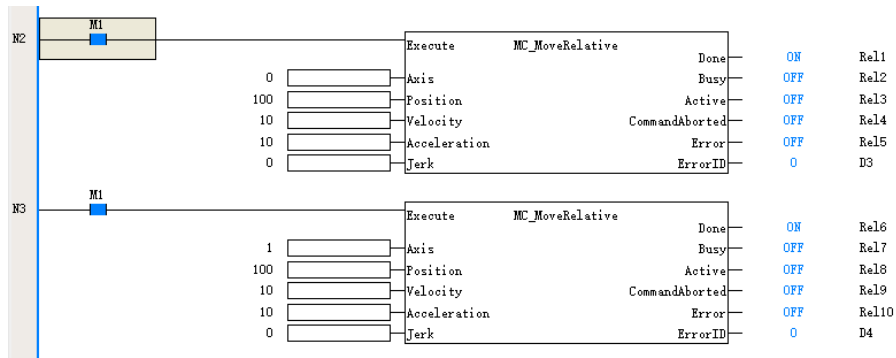 M1
N2
Execute MC_MoveRelative
Done ON Rel1
0 Axis Busy OFF Rel2
100 Position Active OFF Rel3
10 Velocity CommandAborted OFF Rel4
10 Acceleration Error OFF Rel5
0 Jerk ErrorID 0 D3
M1
N3
Execute MC_MoveRelative
Done ON Rel6
1 Axis Busy OFF Rel7
100 Position Active OFF Rel8
10 Velocity CommandAborted OFF Rel9
10 Acceleration Error OFF Rel10
0 Jerk ErrorID 0 D4